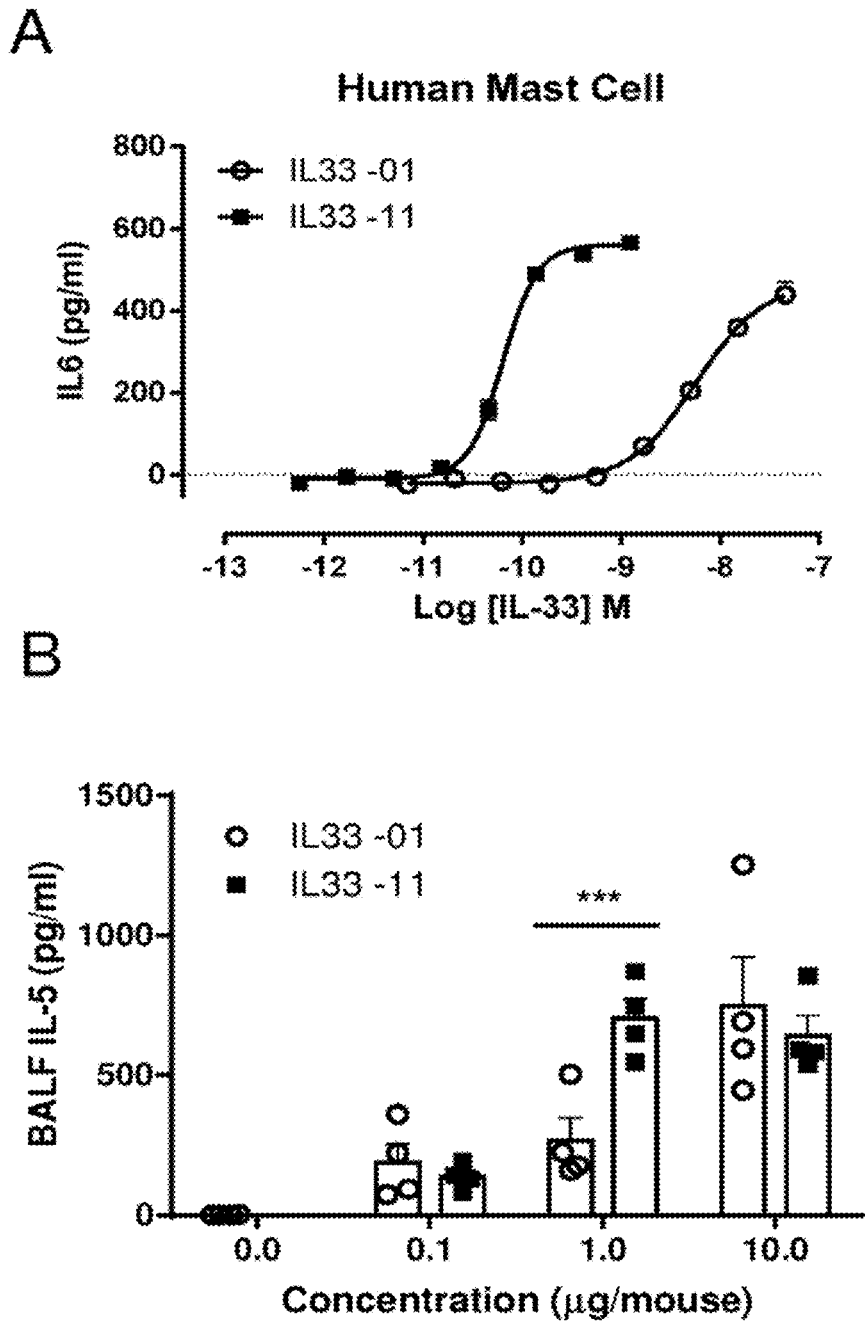 A
Human Mast Cell
800
600
400
200
0
IL6 (pg/ml)
IL33 -01
IL33 -11
-13 -12 -11 -10 -9 -8 -7
Log [IL-33] M
B
1500
1000
500
0
BALF IL-5 (pg/ml)
IL33 -01
IL33 -11
***
0.0 0.1 1.0 10.0
Concentration (µg/mouse)